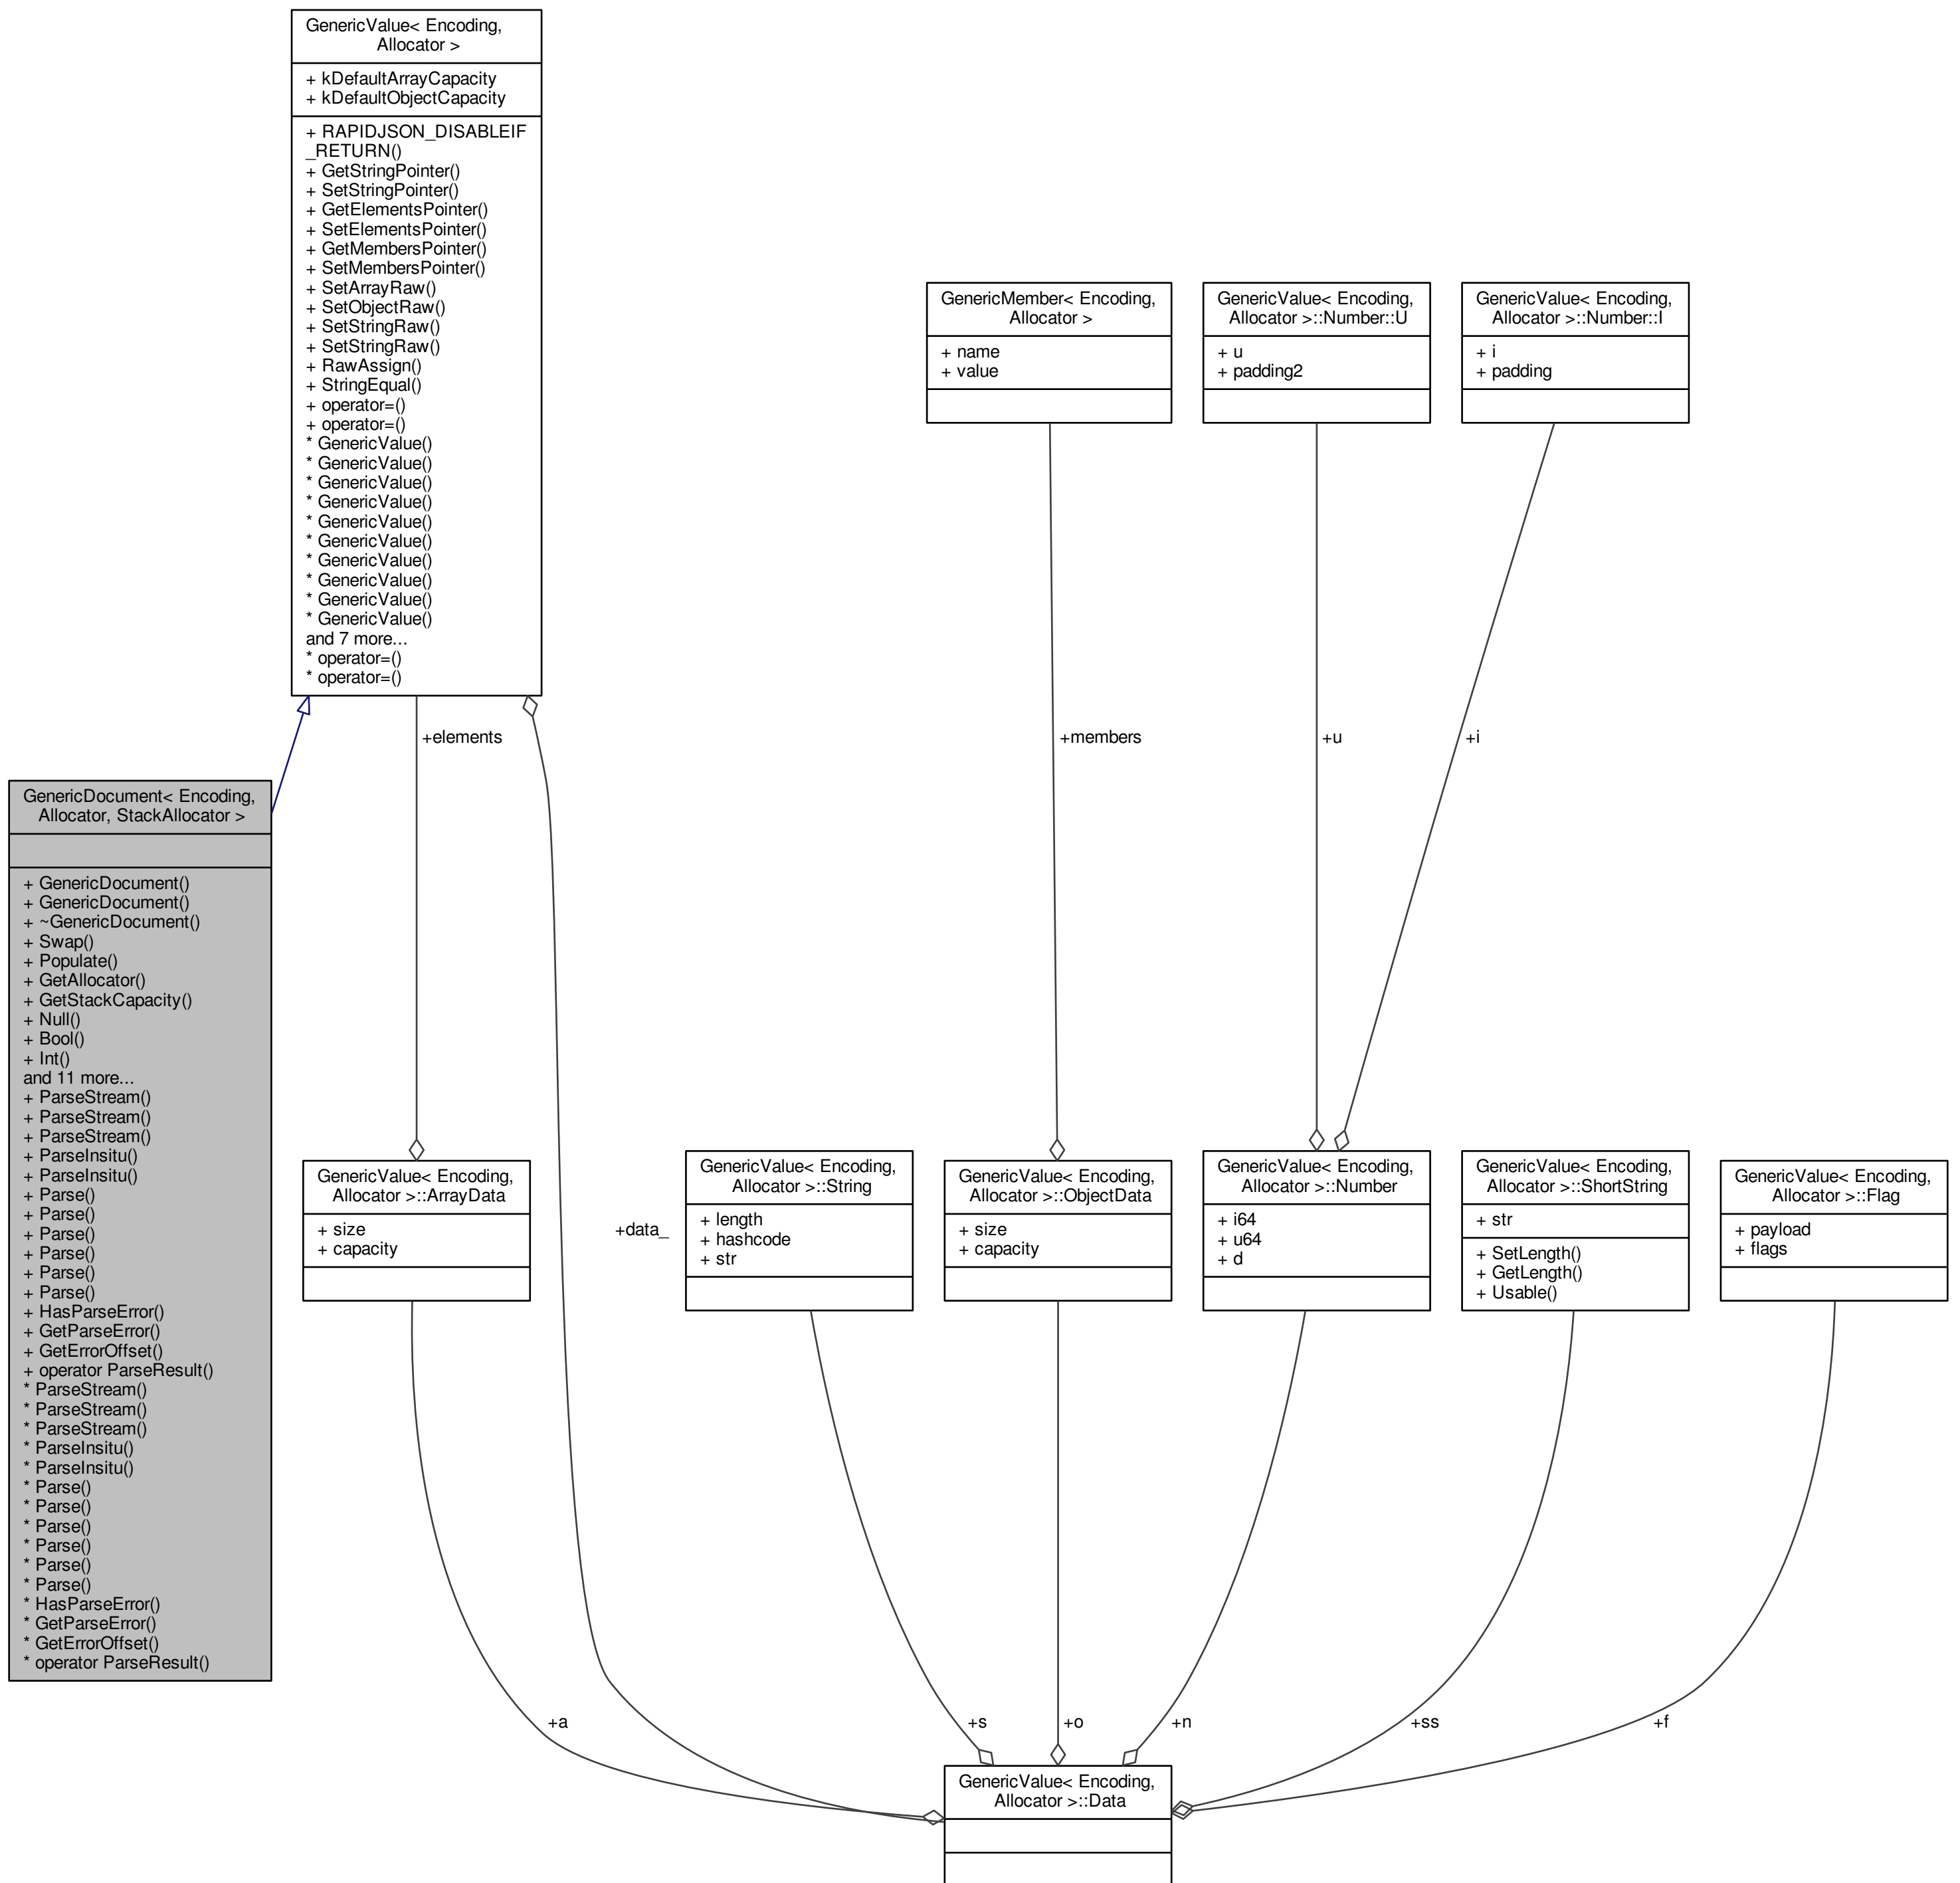 GenericValue< Encoding,
Allocator >
+ kDefaultArrayCapacity
+ kDefaultObjectCapacity
+ RAPIDJSON_DISABLEIF
_RETURN()
+ GetStringPointer()
+ SetStringPointer()
+ GetElementsPointer()
+ SetElementsPointer()
+ GetMembersPointer()
+ SetMembersPointer()
+ SetArrayRaw()
+ SetObjectRaw()
+ SetStringRaw()
+ SetStringRaw()
+ RawAssign()
+ StringEqual()
+ operator=()
+ operator=()
* GenericValue()
* GenericValue()
* GenericValue()
* GenericValue()
* GenericValue()
* GenericValue()
* GenericValue()
* GenericValue()
* GenericValue()
* GenericValue()
and 7 more...
* operator=()
* operator=()
GenericMember< Encoding,
Allocator >
+ name
+ value
GenericValue< Encoding,
Allocator >::Number::U
+ u
+ padding2
GenericValue< Encoding,
Allocator >::Number::I
+ i
+ padding
+elements
+members
+u
+i
GenericDocument< Encoding,
Allocator, StackAllocator >
+ GenericDocument()
+ GenericDocument()
+ ~GenericDocument()
+ Swap()
+ Populate()
+ GetAllocator()
+ GetStackCapacity()
+ Null()
+ Bool()
+ Int()
and 11 more...
+ ParseStream()
+ ParseStream()
+ ParseStream()
+ ParseInsitu()
+ ParseInsitu()
+ Parse()
+ Parse()
+ Parse()
+ Parse()
+ Parse()
+ Parse()
+ HasParseError()
+ GetParseError()
+ GetErrorOffset()
+ operator ParseResult()
* ParseStream()
* ParseStream()
* ParseStream()
* ParseInsitu()
* ParseInsitu()
* Parse()
* Parse()
* Parse()
* Parse()
* Parse()
* Parse()
* HasParseError()
* GetParseError()
* GetErrorOffset()
* operator ParseResult()
GenericValue< Encoding,
Allocator >::ArrayData
+ size
+ capacity
+data_
GenericValue< Encoding,
Allocator >::String
+ length
+ hashcode
+ str
GenericValue< Encoding,
Allocator >::ObjectData
+ size
+ capacity
GenericValue< Encoding,
Allocator >::Number
+ i64
+ u64
+ d
GenericValue< Encoding,
Allocator >::ShortString
+ str
+ SetLength()
+ GetLength()
+ Usable()
GenericValue< Encoding,
Allocator >::Flag
+ payload
+ flags
+a
+s
+o
+n
+ss
+f
GenericValue< Encoding,
Allocator >::Data